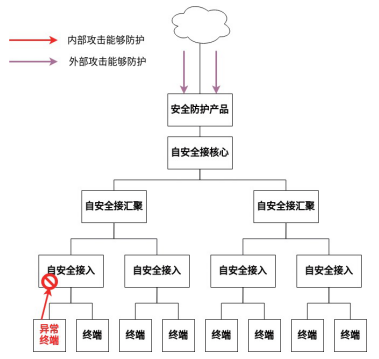 内部攻击能够防护
外部攻击能够防护
安全防护产品
自安全接核心
自安全接汇聚
自安全接汇聚
自安全接入
自安全接入
自安全接入
自安全接入
异常
终端
终端
终端
终端
终端
终端
终端
终端